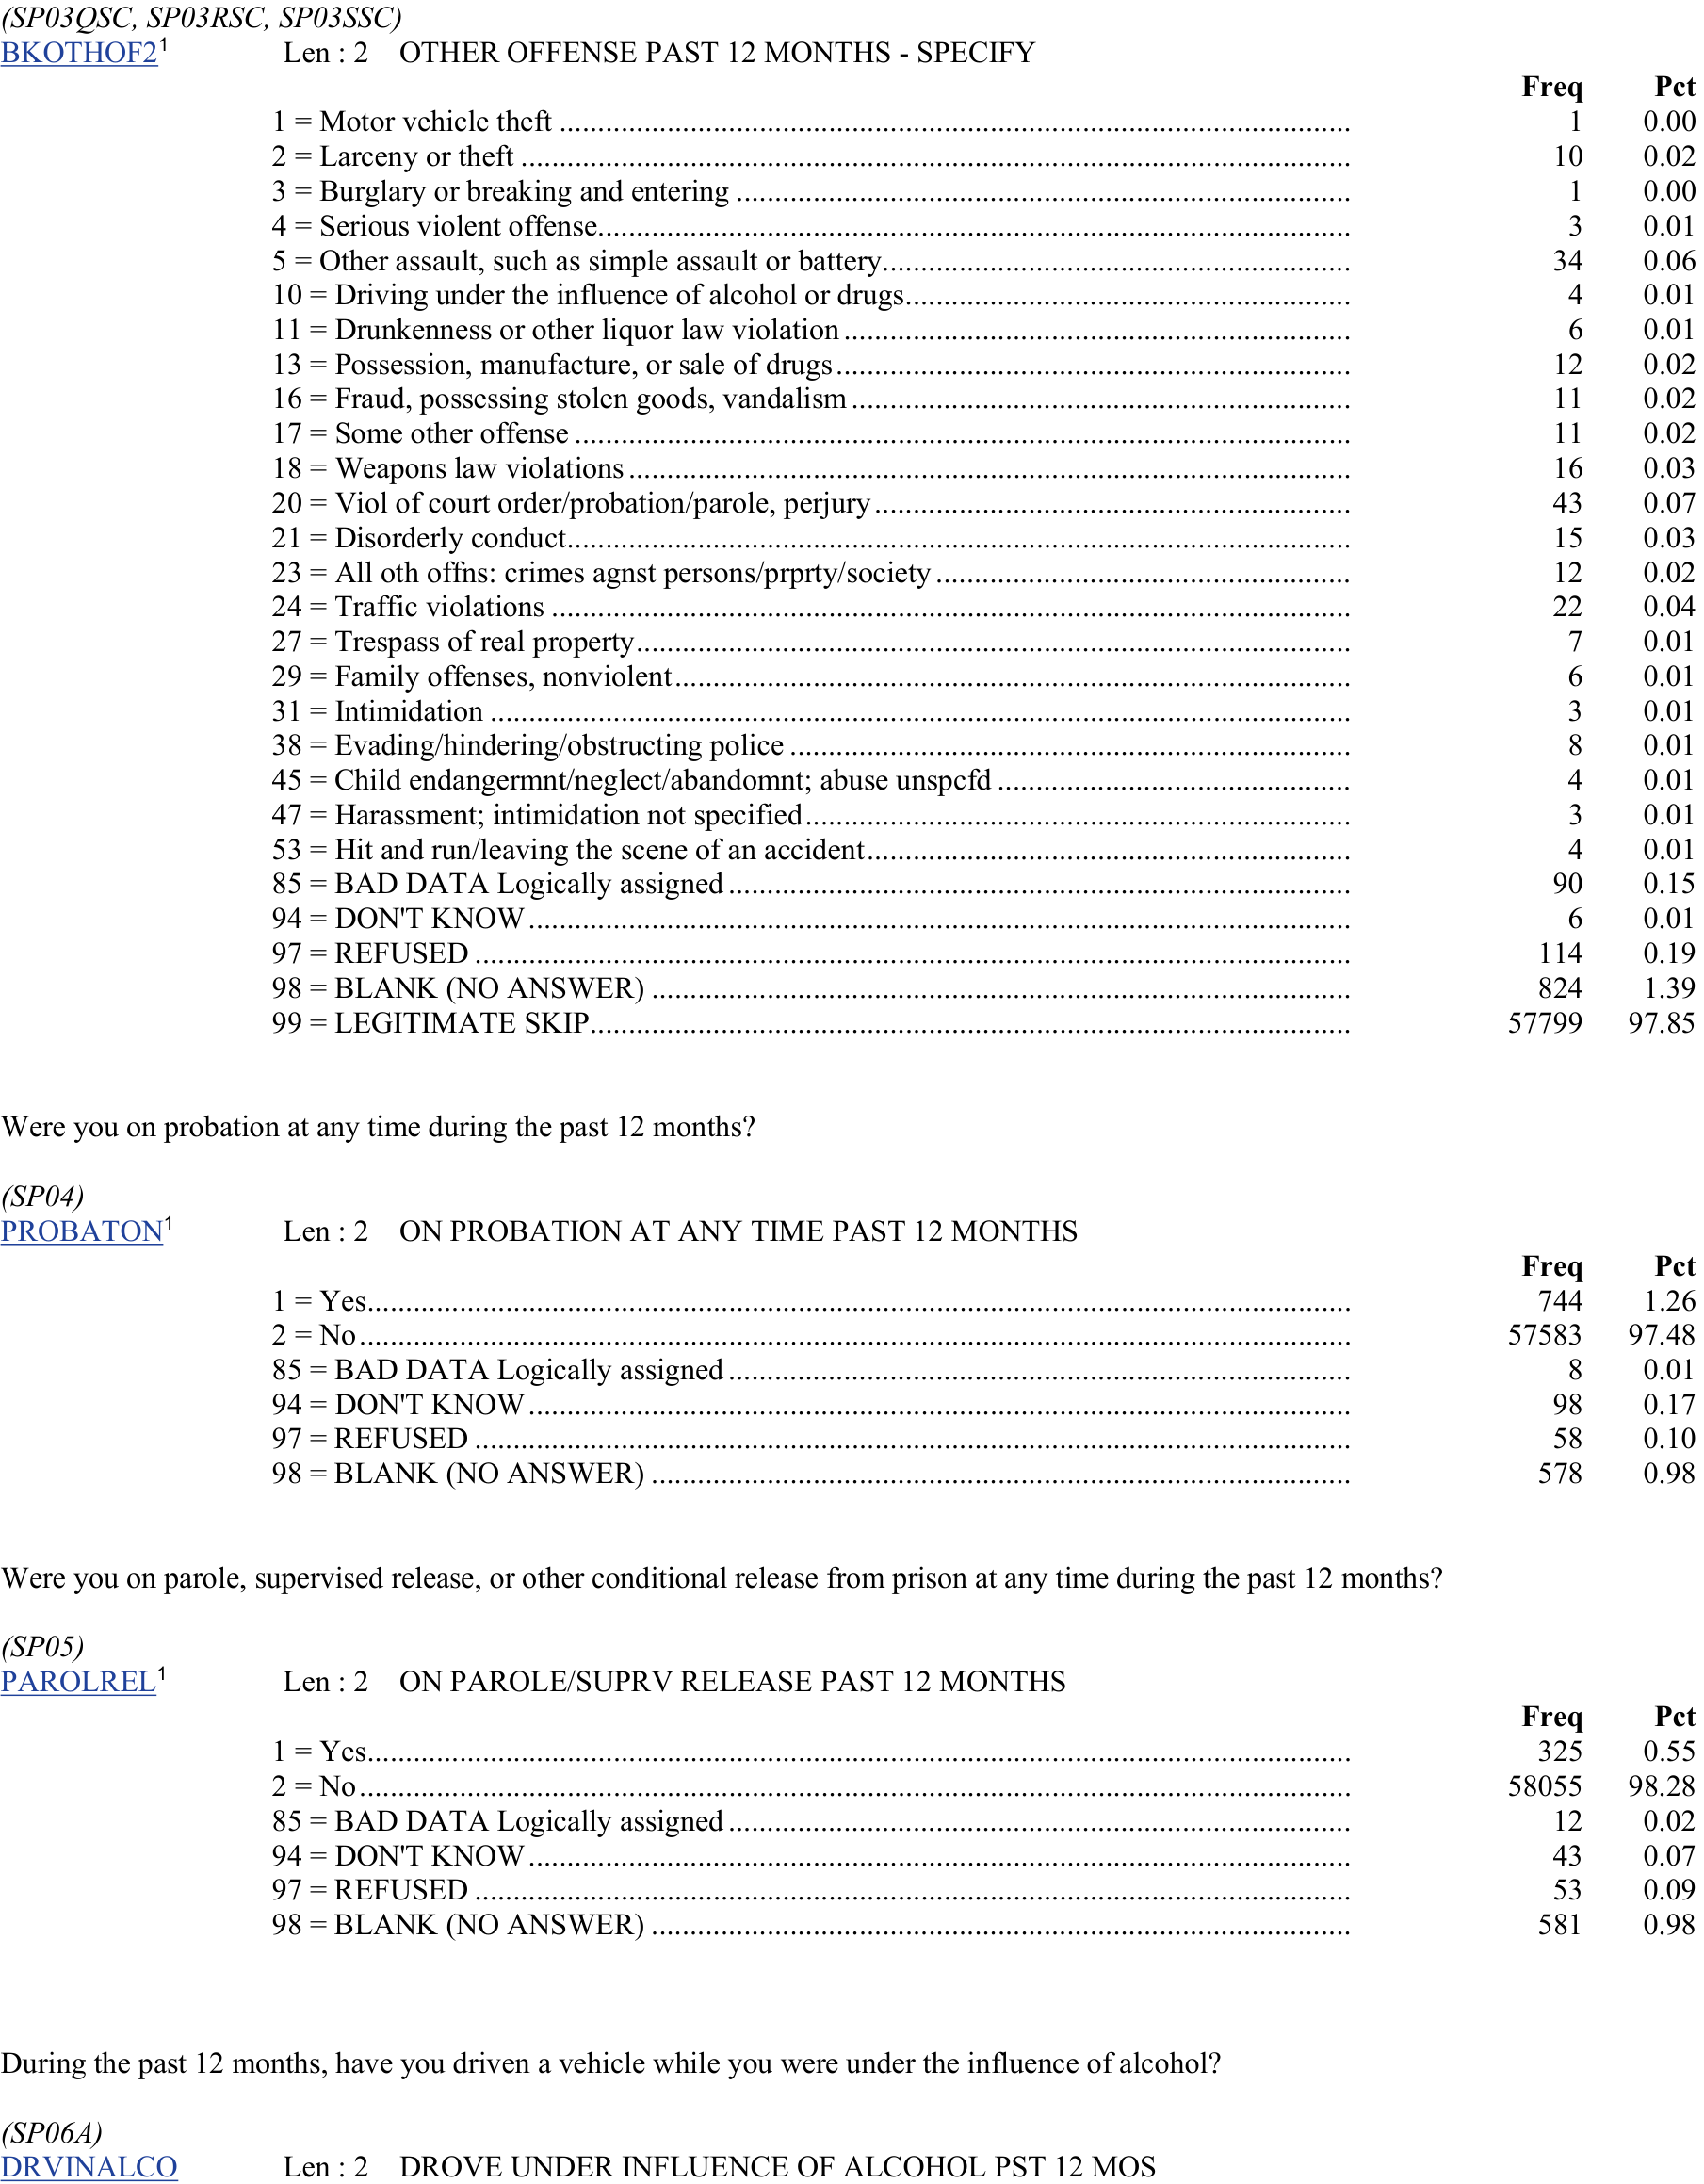 (SP03QSC, SP03RSC, SP03SSC)
BKOTHOF2¹ Len : 2 OTHER OFFENSE PAST 12 MONTHS - SPECIFY
Freq Pct
1 = Motor vehicle theft ........ 1 0.00
2 = Larceny or theft ........ 10 0.02
3 = Burglary or breaking and entering ........ 1 0.00
4 = Serious violent offense........ 3 0.01
5 = Other assault, such as simple assault or battery........ 34 0.06
10 = Driving under the influence of alcohol or drugs........ 4 0.01
11 = Drunkenness or other liquor law violation ........ 6 0.01
13 = Possession, manufacture, or sale of drugs ........ 12 0.02
16 = Fraud, possessing stolen goods, vandalism ........ 11 0.02
17 = Some other offense ........ 11 0.02
18 = Weapons law violations ........ 16 0.03
20 = Viol of court order/probation/parole, perjury ........ 43 0.07
21 = Disorderly conduct........ 15 0.03
23 = All oth offns: crimes agnst persons/prprty/society ........ 12 0.02
24 = Traffic violations ........ 22 0.04
27 = Trespass of real property........ 7 0.01
29 = Family offenses, nonviolent ........ 6 0.01
31 = Intimidation ........ 3 0.01
38 = Evading/hindering/obstructing police ........ 8 0.01
45 = Child endangermnt/neglect/abandomnt; abuse unspcfd ........ 4 0.01
47 = Harassment; intimidation not specified ........ 3 0.01
53 = Hit and run/leaving the scene of an accident........ 4 0.01
85 = BAD DATA Logically assigned ........ 90 0.15
94 = DON'T KNOW ........ 6 0.01
97 = REFUSED ........ 114 0.19
98 = BLANK (NO ANSWER) ........ 824 1.39
99 = LEGITIMATE SKIP........ 57799 97.85
Were you on probation at any time during the past 12 months?
(SP04)
PROBATON¹ Len : 2 ON PROBATION AT ANY TIME PAST 12 MONTHS
Freq Pct
1 = Yes........ 744 1.26
2 = No ........ 57583 97.48
85 = BAD DATA Logically assigned ........ 8 0.01
94 = DON'T KNOW ........ 98 0.17
97 = REFUSED ........ 58 0.10
98 = BLANK (NO ANSWER) ........ 578 0.98
Were you on parole, supervised release, or other conditional release from prison at any time during the past 12 months?
(SP05)
PAROLREL¹ Len : 2 ON PAROLE/SUPRV RELEASE PAST 12 MONTHS
Freq Pct
1 = Yes........ 325 0.55
2 = No ........ 58055 98.28
85 = BAD DATA Logically assigned ........ 12 0.02
94 = DON'T KNOW ........ 43 0.07
97 = REFUSED ........ 53 0.09
98 = BLANK (NO ANSWER) ........ 581 0.98
During the past 12 months, have you driven a vehicle while you were under the influence of alcohol?
(SP06A)
DRVINALCO Len : 2 DROVE UNDER INFLUENCE OF ALCOHOL PST 12 MOS